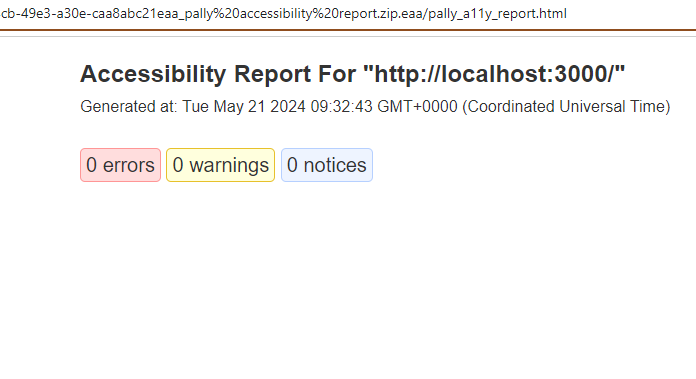 cb-49e3-a30e-caa8abc21eaa_pally%20accessibility%20report.zip.eaa/pally_a11y_report.html
Accessibility Report For "http://localhost:3000/"
Generated at: Tue May 21 2024 09:32:43 GMT+0000 (Coordinated Universal Time)
0 errors 0 warnings 0 notices